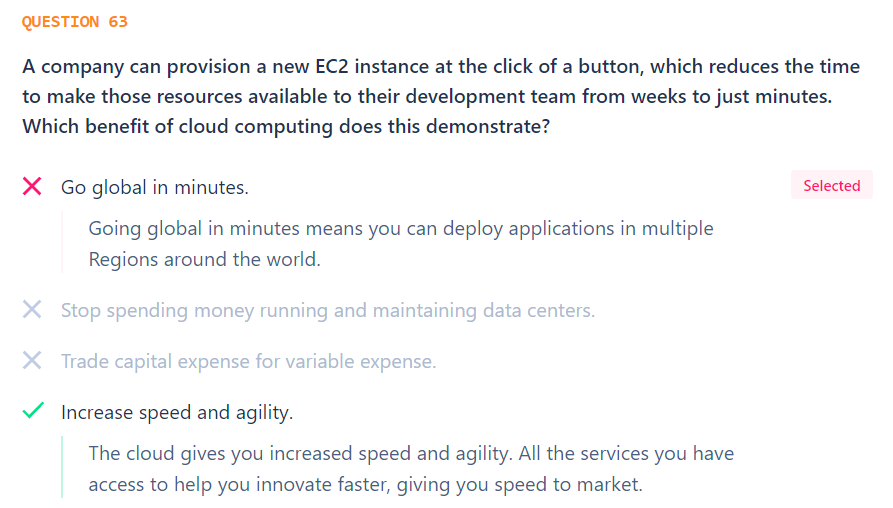 QUESTION 63
A company can provision a new EC2 instance at the click of a button, which reduces the time
to make those resources available to their development team from weeks to just minutes.
Which benefit of cloud computing does this demonstrate?
Go global in minutes.
Selected
Going global in minutes means you can deploy applications in multiple
Regions around the world.
Stop spending money running and maintaining data centers.
Trade capital expense for variable expense.
Increase speed and agility.
The cloud gives you increased speed and agility. All the services you have
access to help you innovate faster, giving you speed to market.